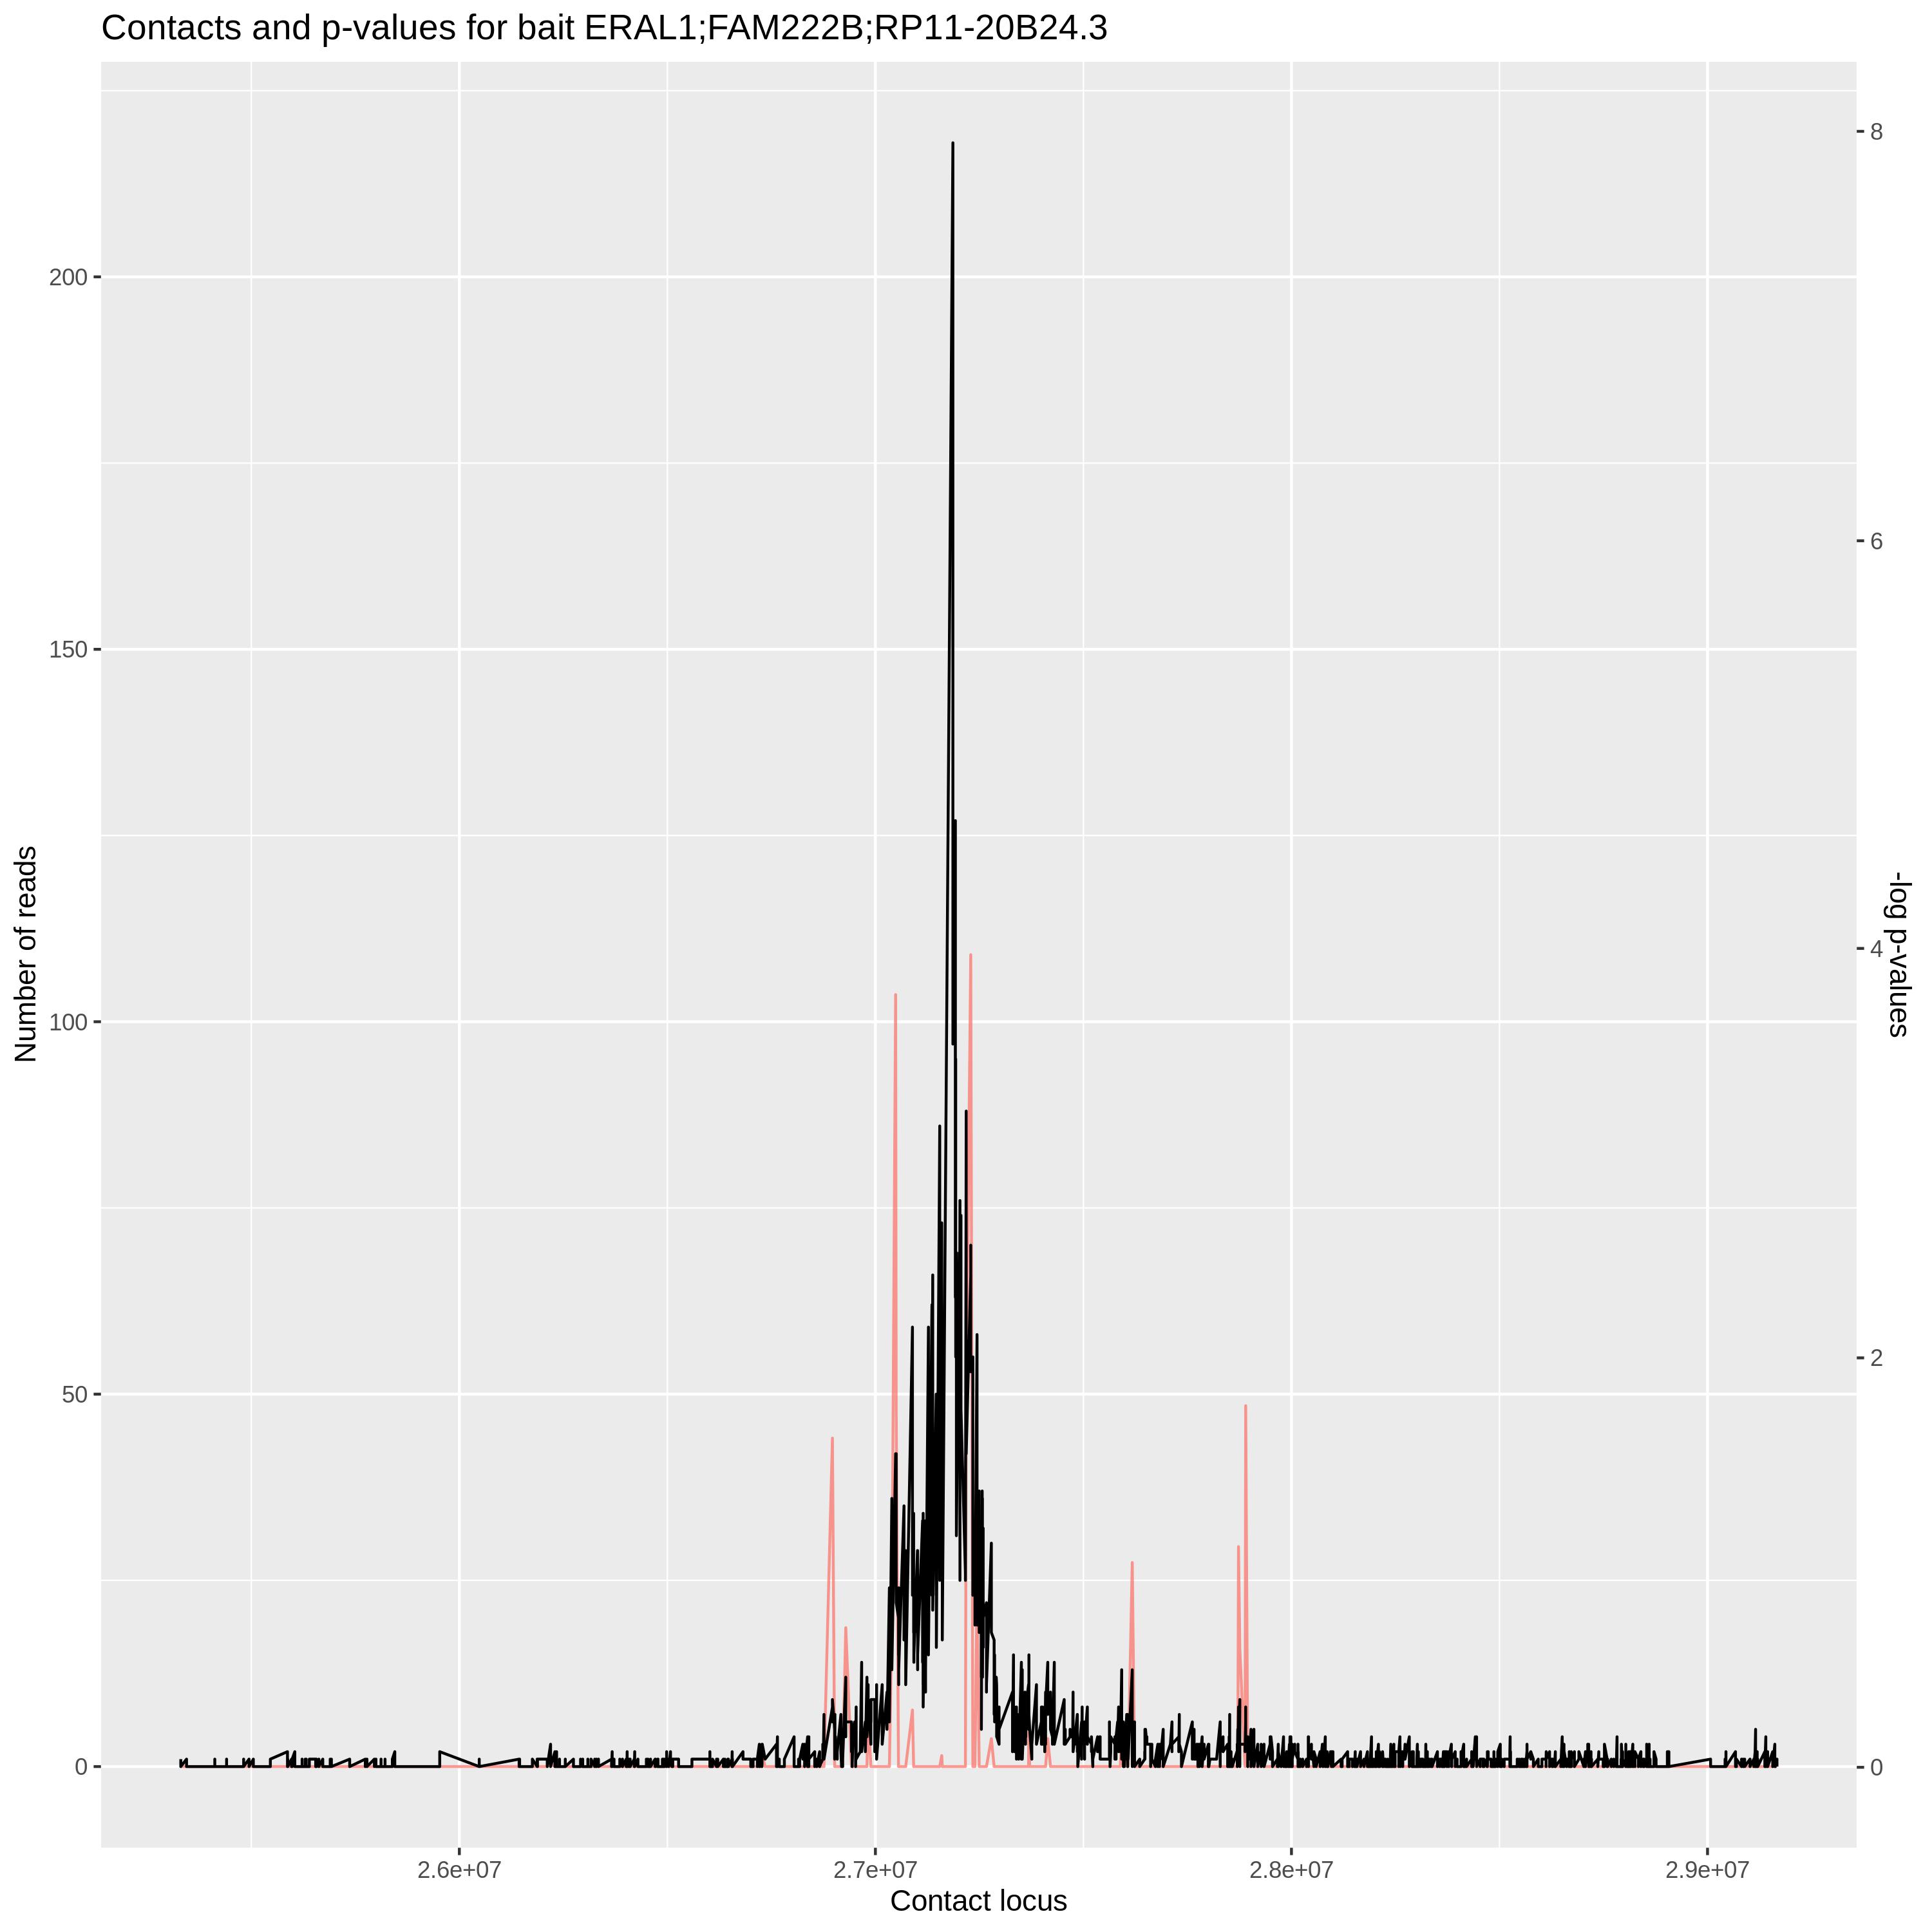 Contacts and p-values for bait ERAL1;FAM222B;RP11-20B24.3
Number of reads
200
150
100
50
0
8
6
4
2
0
-log p-values
2.6e+07
2.7e+07
2.8e+07
2.9e+07
Contact locus